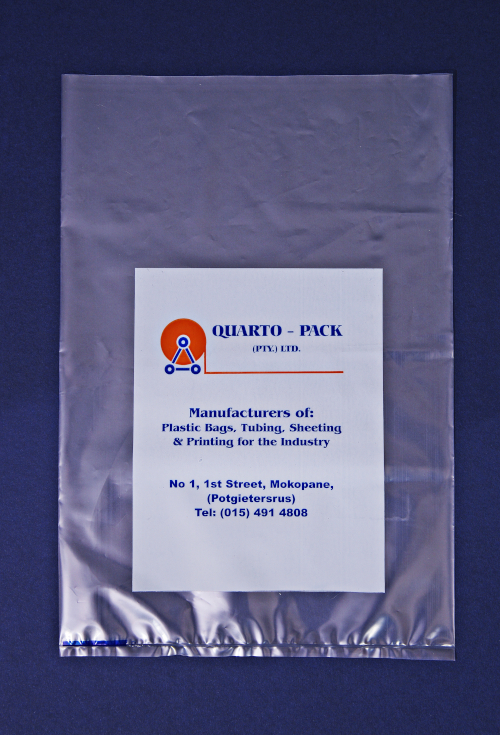 QUARTO - PACK
(PTY.) LTD.
Manufacturers of:
Plastic Bags, Tubing, Sheeting
& Printing for the Industry
No 1, 1st Street, Mokopane,
(Potgietersrus)
Tel: (015) 491 4808